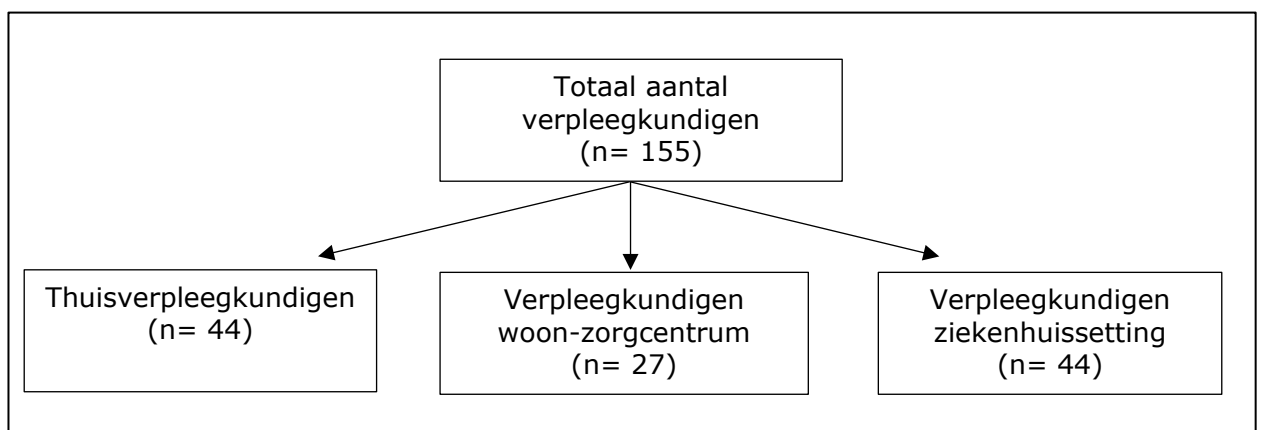 Totaal aantal
verpleegkundigen
(n= 155)
Thuisverpleegkundigen
(n= 44)
Verpleegkundigen
woon-zorgcentrum
(n= 27)
Verpleegkundigen
ziekenhuissetting
(n= 44)